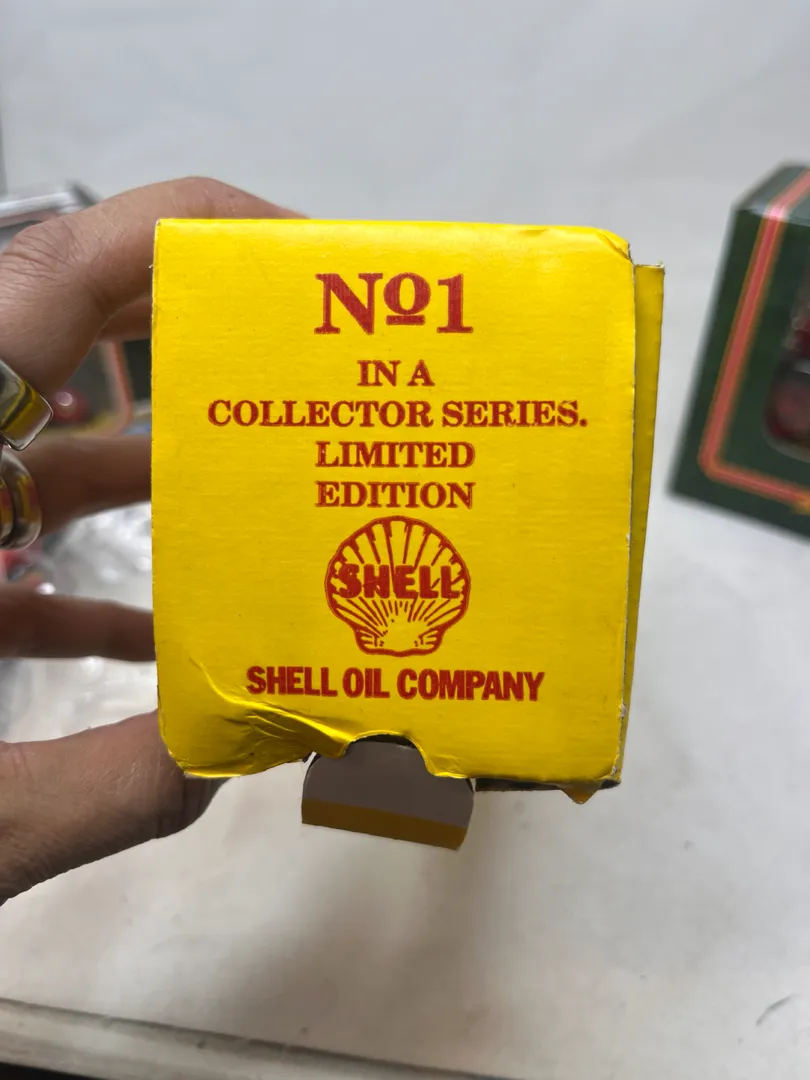 Nº1
IN A
COLLECTOR SERIES.
LIMITED
EDITION
SHELL
SHELL OIL COMPANY